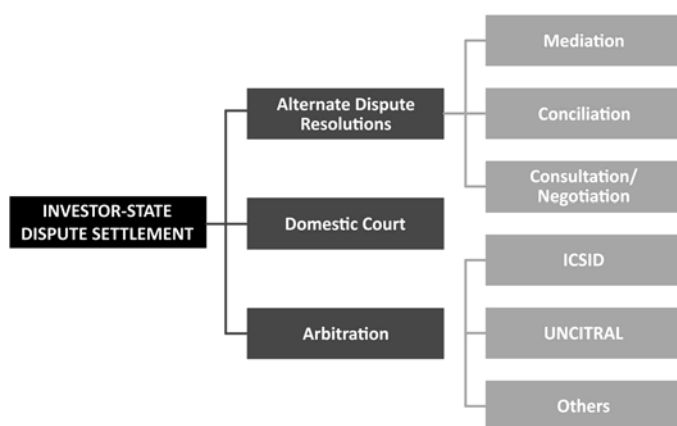 INVESTOR-STATE
DISPUTE SETTLEMENT
Alternate Dispute
Resolutions
Mediation
Conciliation
Consultation/
Negotiation
Domestic Court
Arbitration
ICSID
UNCITRAL
Others